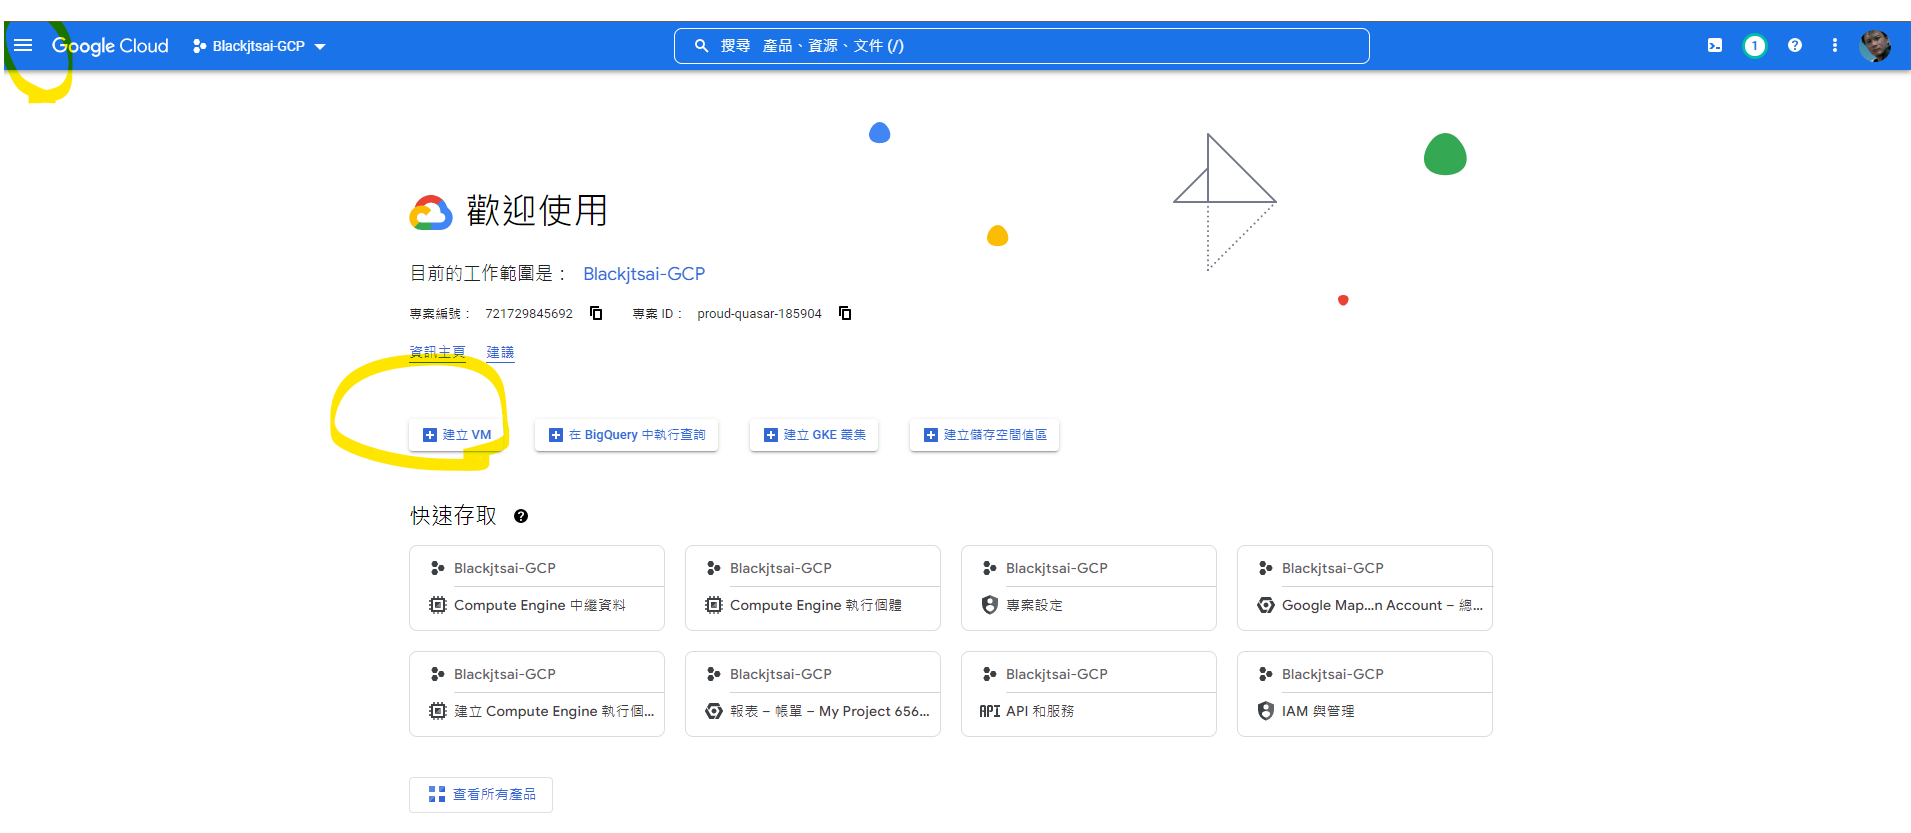 Google Cloud Blackjtsai-GCP 搜尋 產品、資源、文件 (/) 1
歡迎使用
目前的工作範圍是： Blackjtsai-GCP
專案編號： 721729845692 專案 ID： proud-quasar-185904
資訊主頁 建議
建立 VM 在 BigQuery 中執行查詢 建立 GKE 叢集 建立儲存空間值區
快速存取
Blackjtsai-GCP Blackjtsai-GCP Blackjtsai-GCP Blackjtsai-GCP
Compute Engine 中繼資料 Compute Engine 執行個體 專案設定 Google Map...n Account – 總...
Blackjtsai-GCP Blackjtsai-GCP Blackjtsai-GCP Blackjtsai-GCP
建立 Compute Engine 執行個... 報表 – 帳單 – My Project 656... API API 和服務 IAM 與管理
查看所有產品